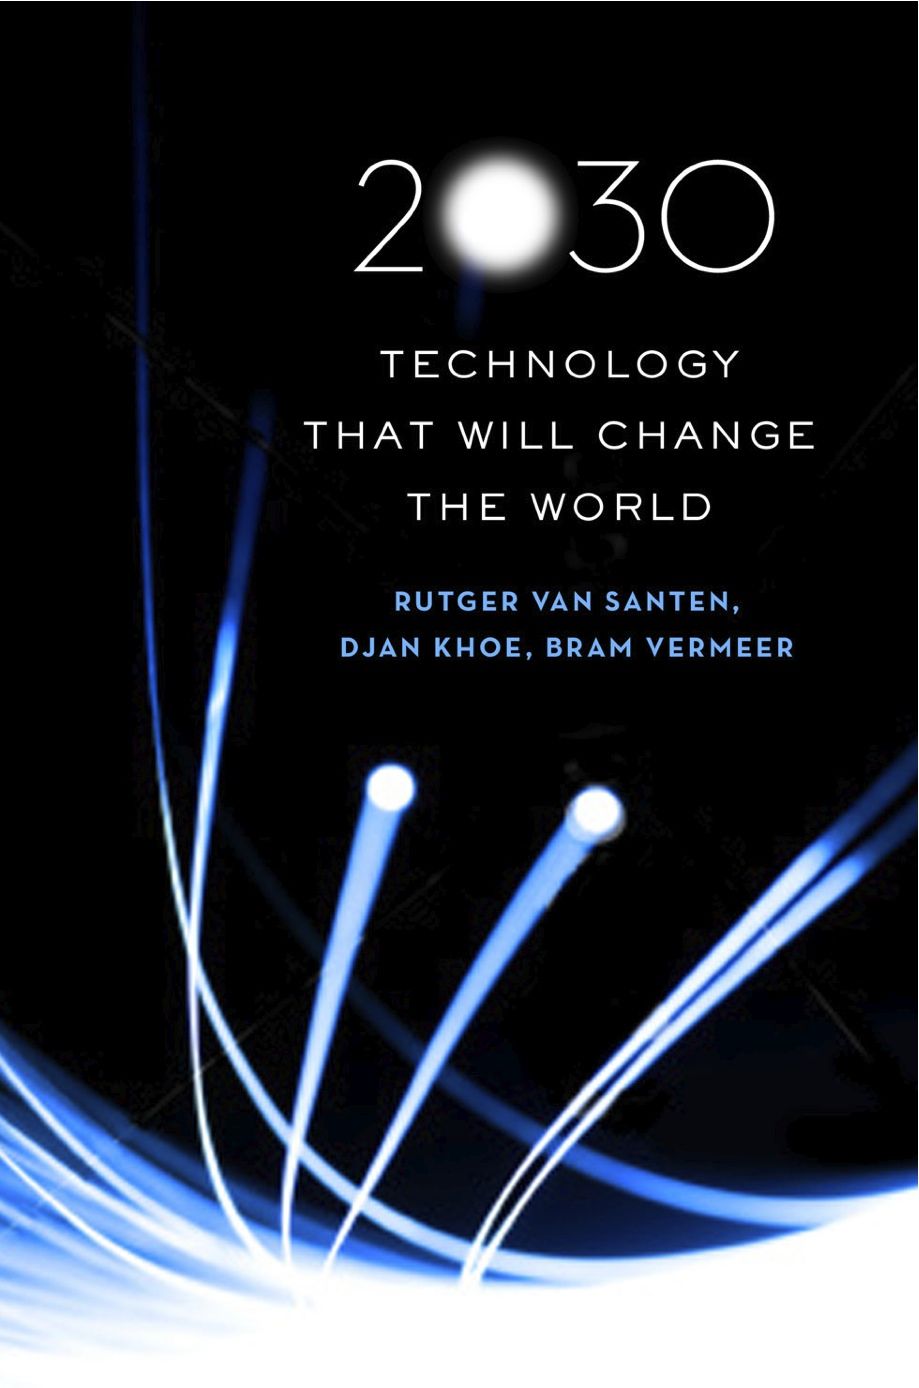 2030
TECHNOLOGY
THAT WILL CHANGE
THE WORLD
RUTGER VAN SANTEN,
DJAN KHOE, BRAM VERMEER